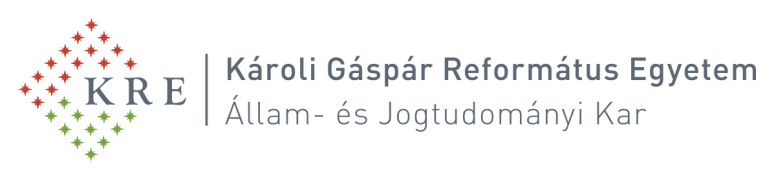 KRE
Károli Gáspár Református Egyetem
Állam- és Jogtudományi Kar